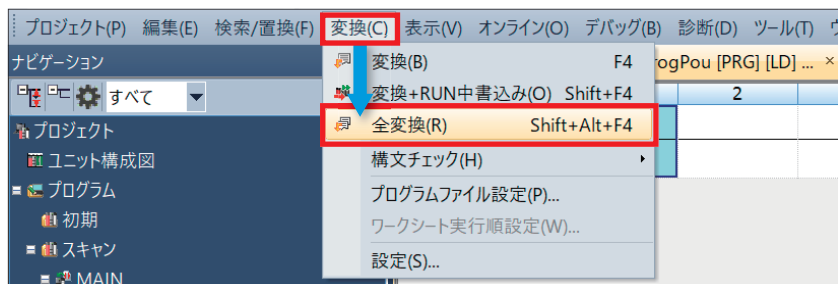 プロジェクト(P) 編集(E) 検索/置換(F) 変換(C) 表示(V) オンライン(O) デバッグ(B) 診断(D) ツール(T)
ナビゲーション
変換(B) F4
rogPou [PRG] [LD] ... ×
すべて
変換+RUN中書込み(O) Shift+F4
2
プロジェクト
全変換(R) Shift+Alt+F4
ユニット構成図
構文チェック(H)
プログラム
プログラムファイル設定(P)...
初期
ワークシート実行順設定(W)...
スキャン
設定(S)...
MAIN